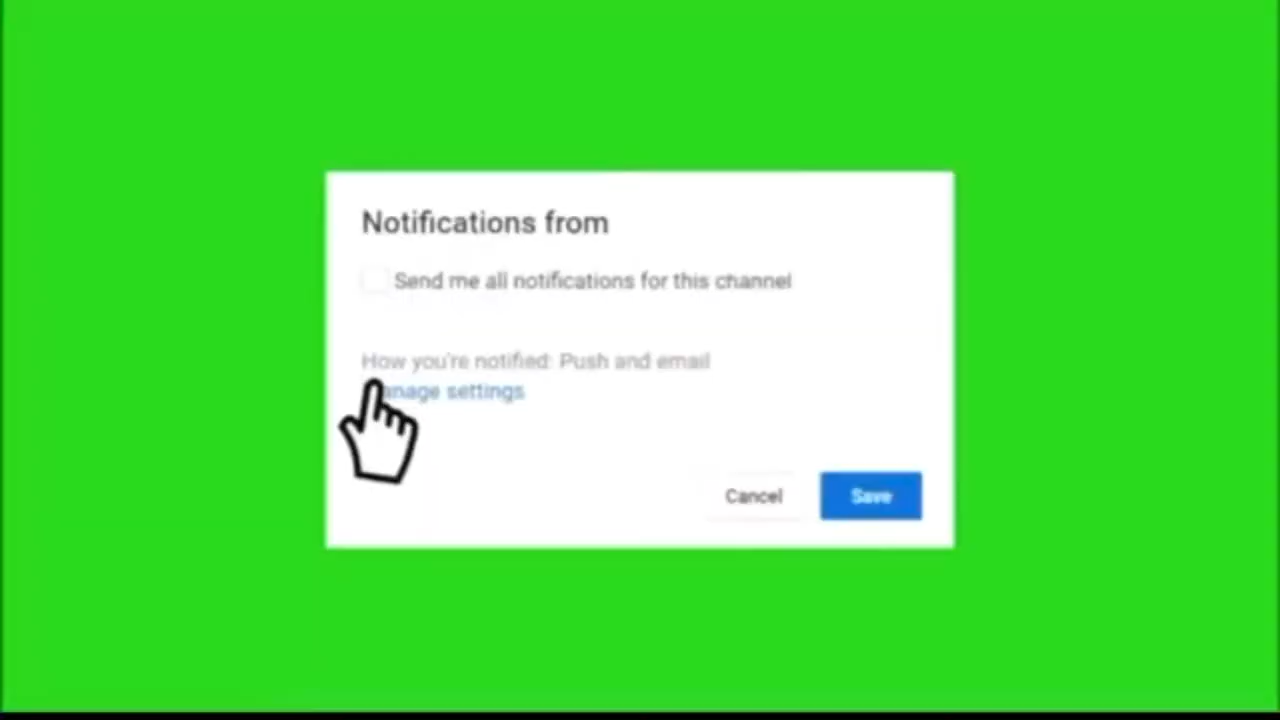 Notifications from
Send me all notifications for this channel
How you're notified: Push and email
anage settings
Cancel
Save